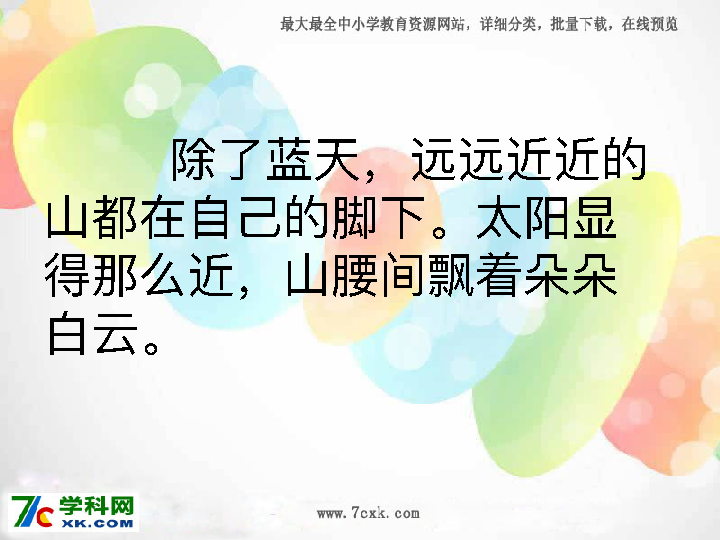 最大最全中小学教育资源网站，详细分类，批量下载，在线预览
除了蓝天，远远近近的
山都在自己的脚下。太阳显
得那么近，山腰间飘着朵朵
白云。
7C学科网
XK.COM
www.7cxk.com